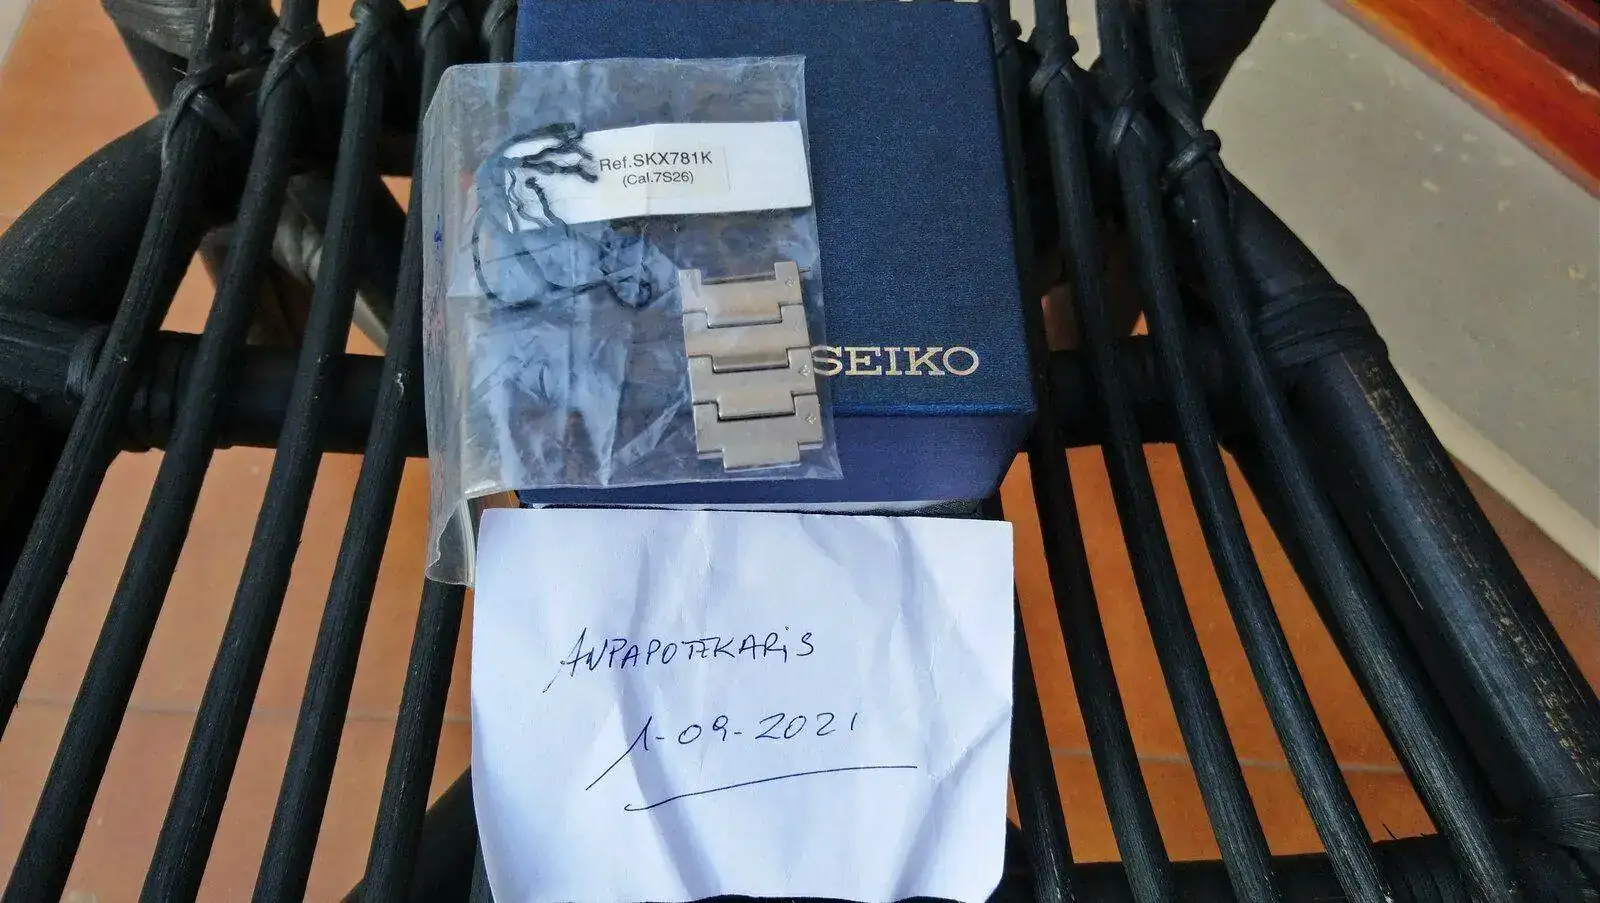 Ref.SKX781K
(Cal.7S26)
SEIKO
ANPAPOTEKARiS
1-09-2021